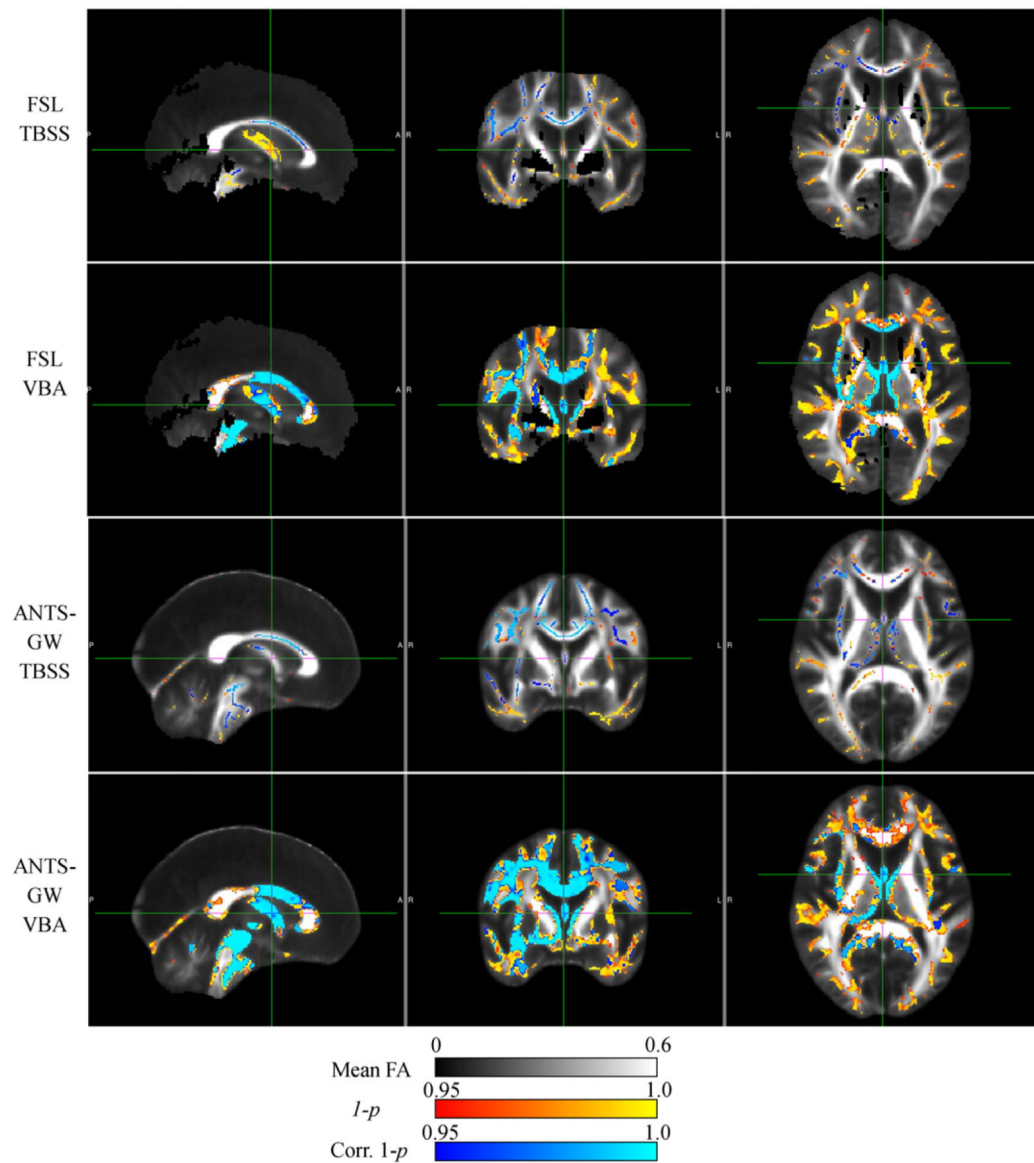 FSL
TBSS
P A R L R
FSL
VBA
P A R L R
ANTS-
GW
TBSS
P A R L R
ANTS-
GW
VBA
P A R L R
0 0.6
Mean FA
0.95 1.0
1-p
0.95 1.0
Corr. 1-p